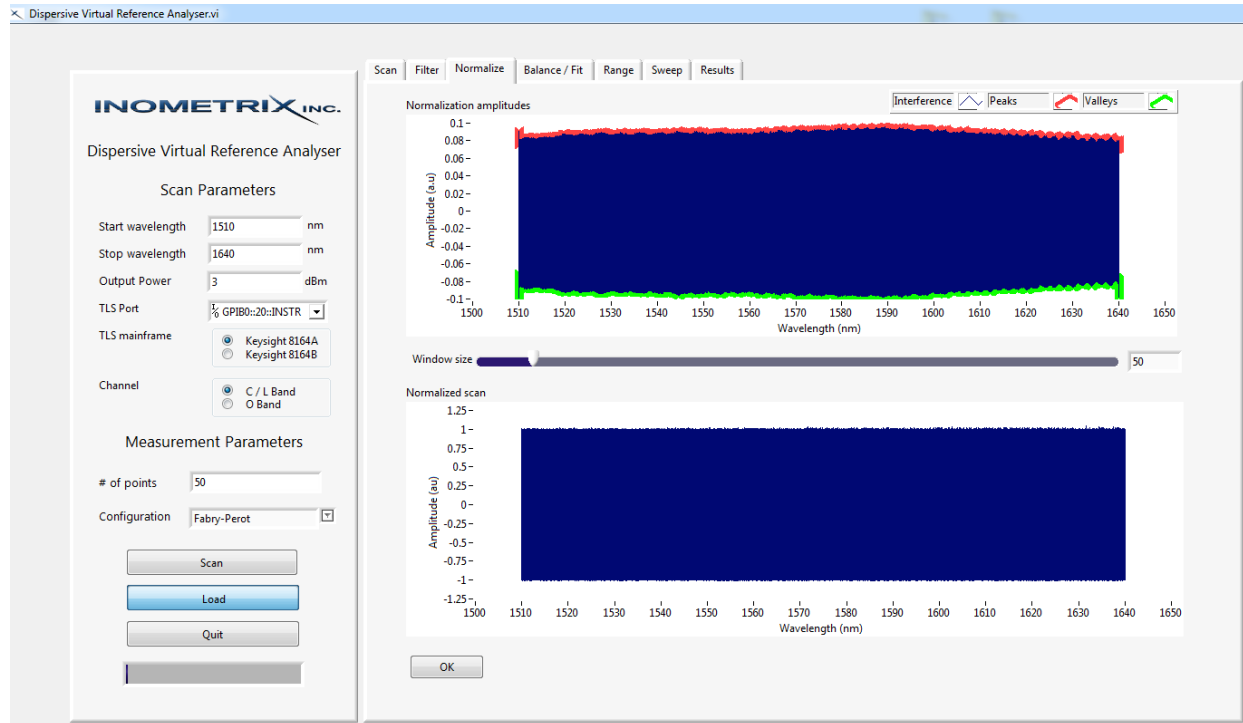 Dispersive Virtual Reference Analyser.vi
INOMETRIX INC.
Dispersive Virtual Reference Analyser
Scan Parameters
Start wavelength 1510 nm
Stop wavelength 1640 nm
Output Power 3 dBm
TLS Port GPIB0::20::INSTR
TLS mainframe Keysight 8164A
Keysight 8164B
Channel C / L Band
O Band
Measurement Parameters
# of points 50
Configuration Fabry-Perot
Scan
Load
Quit
Scan Filter Normalize Balance / Fit Range Sweep Results
Normalization amplitudes
Interference Peaks Valleys
0.1
0.08
0.06
0.04
0.02
0
-0.02
-0.04
-0.06
-0.08
-0.1
Amplitude (a.u)
1500 1510 1520 1530 1540 1550 1560 1570 1580 1590 1600 1610 1620 1630 1640 1650
Wavelength (nm)
Window size 50
Normalized scan
1.25
1
0.75
0.5
0.25
0
-0.25
-0.5
-0.75
-1
-1.25
Amplitude (au)
1500 1510 1520 1530 1540 1550 1560 1570 1580 1590 1600 1610 1620 1630 1640 1650
Wavelength (nm)
OK